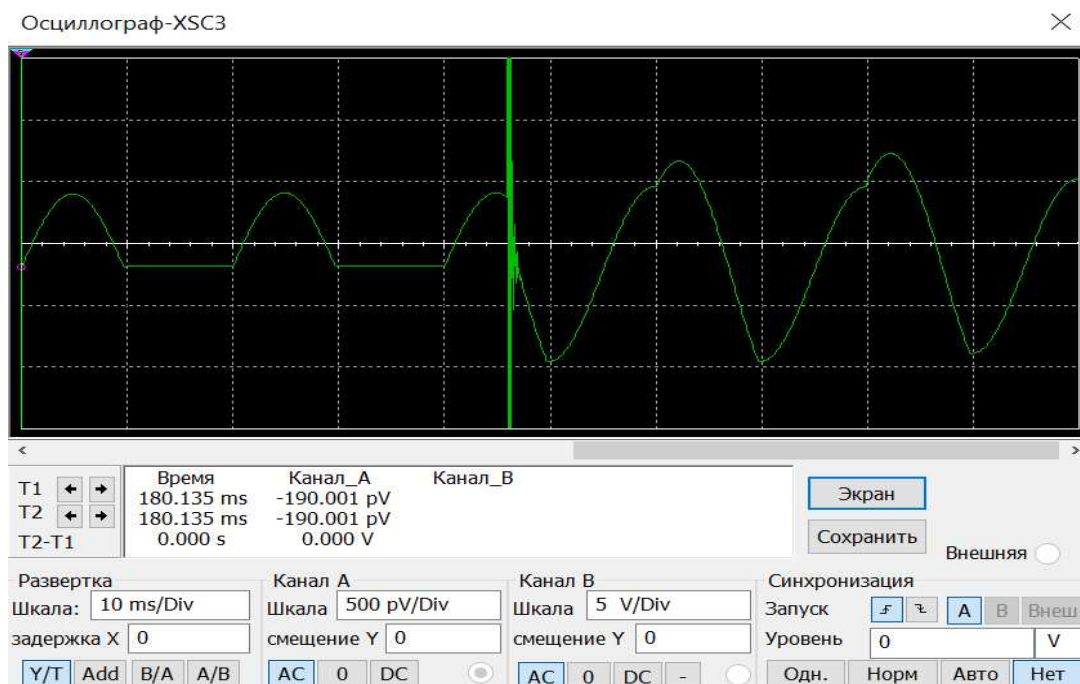 Осциллограф-XSC3
Время Канал_A Канал_B
T1 180.135 ms -190.001 pV
T2 180.135 ms -190.001 pV
T2-T1 0.000 s 0.000 V
Экран
Сохранить
Внешняя
Развертка
Шкала: 10 ms/Div
задержка X 0
Y/T Add B/A A/B
Канал A
Шкала 500 pV/Div
смещение Y 0
AC 0 DC
Канал B
Шкала 5 V/Div
смещение Y 0
AC 0 DC -
Синхронизация
Запуск A B Внеш
Уровень 0 V
Одн. Норм Авто Нет